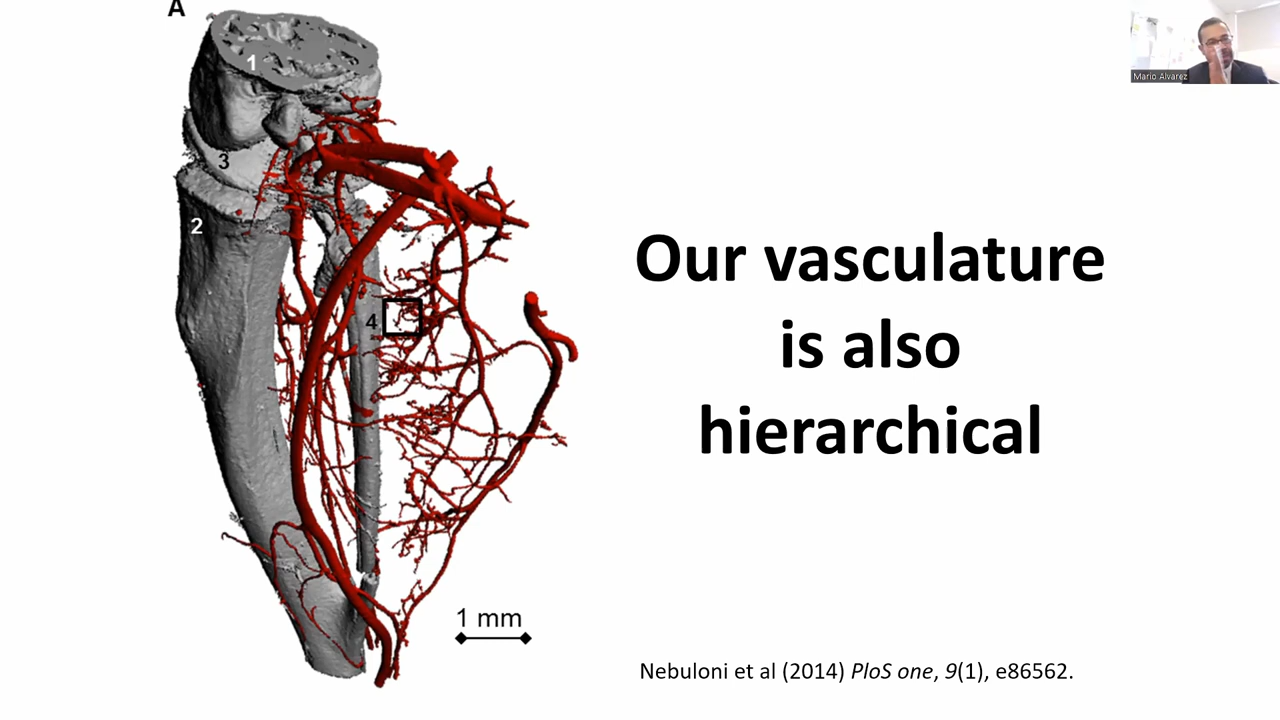 A
1
3
2
4
1 mm
Our vasculature
is also
hierarchical
Nebuloni et al (2014) PloS one, 9(1), e86562.
Mario Alvarez